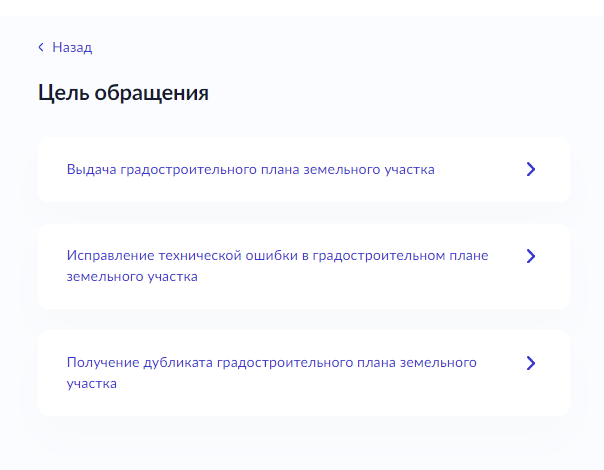 Назад
Цель обращения
Выдача градостроительного плана земельного участка
Исправление технической ошибки в градостроительном плане
земельного участка
Получение дубликата градостроительного плана земельного
участка